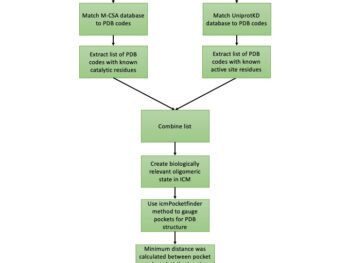 Match M-CSA database
to PDB codes
Match UniprotKD
database to PDB codes
Extract list of PDB
codes with known
catalytic residues
Extract list of PDB
codes with known
active site residues
Combine list
Create biologically
relevant oligomeric
state in ICM
Use icmPocketfinder
method to gauge
pockets for PDB
structure
Minimum distance was
calculated between pocket